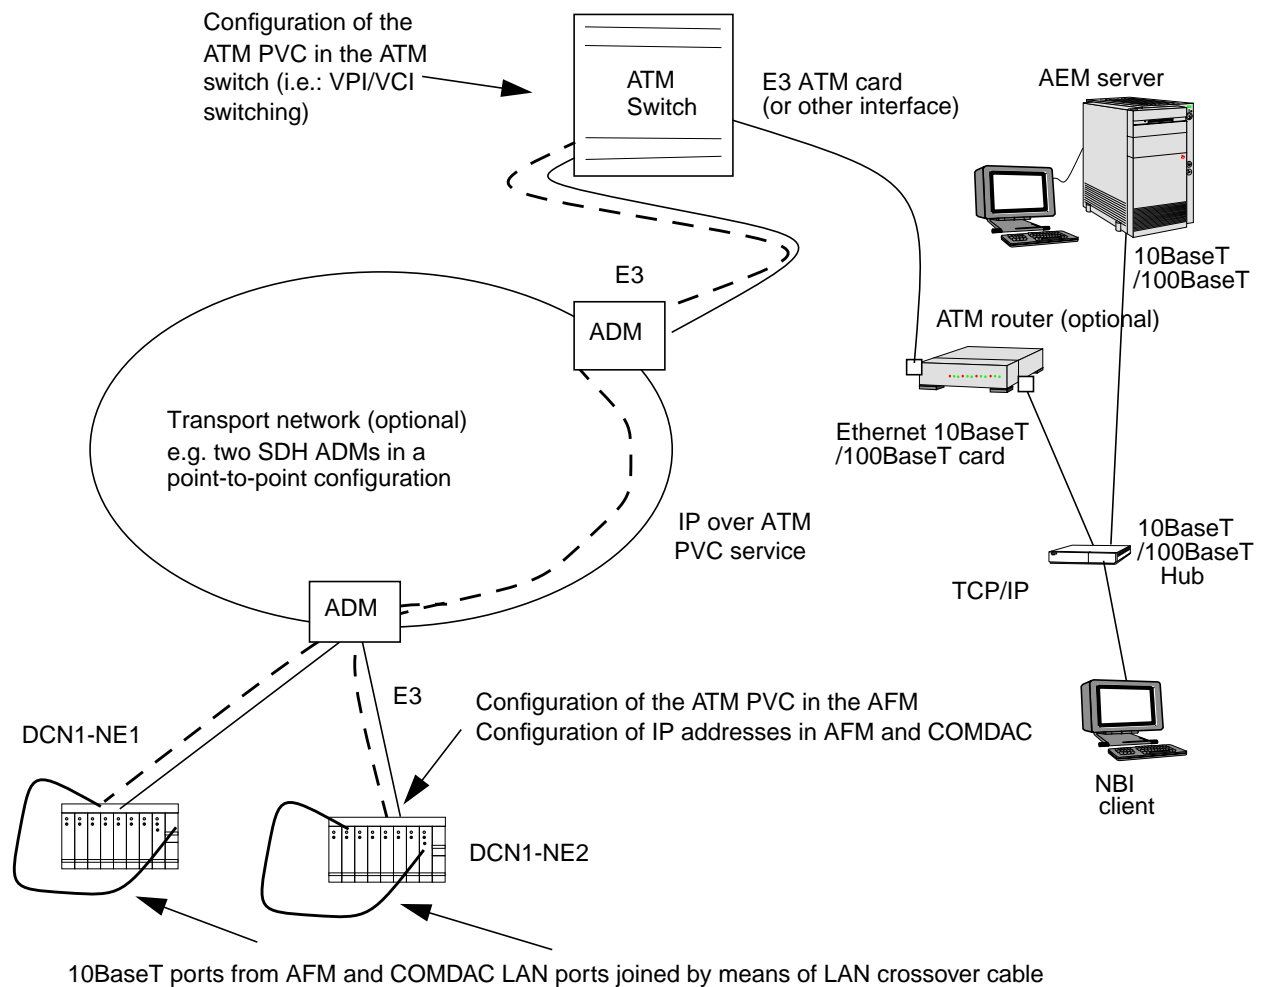 Configuration of the
ATM PVC in the ATM
switch (i.e.: VPI/VCI
switching)
ATM
Switch
E3 ATM card
(or other interface)
AEM server
10BaseT
/100BaseT
E3
ADM
ATM router (optional)
Transport network (optional)
e.g. two SDH ADMs in a
point-to-point configuration
Ethernet 10BaseT
/100BaseT card
IP over ATM
PVC service
10BaseT
/100BaseT
Hub
TCP/IP
ADM
E3
Configuration of the ATM PVC in the AFM
Configuration of IP addresses in AFM and COMDAC
DCN1-NE1
NBI
client
DCN1-NE2
10BaseT ports from AFM and COMDAC LAN ports joined by means of LAN crossover cable